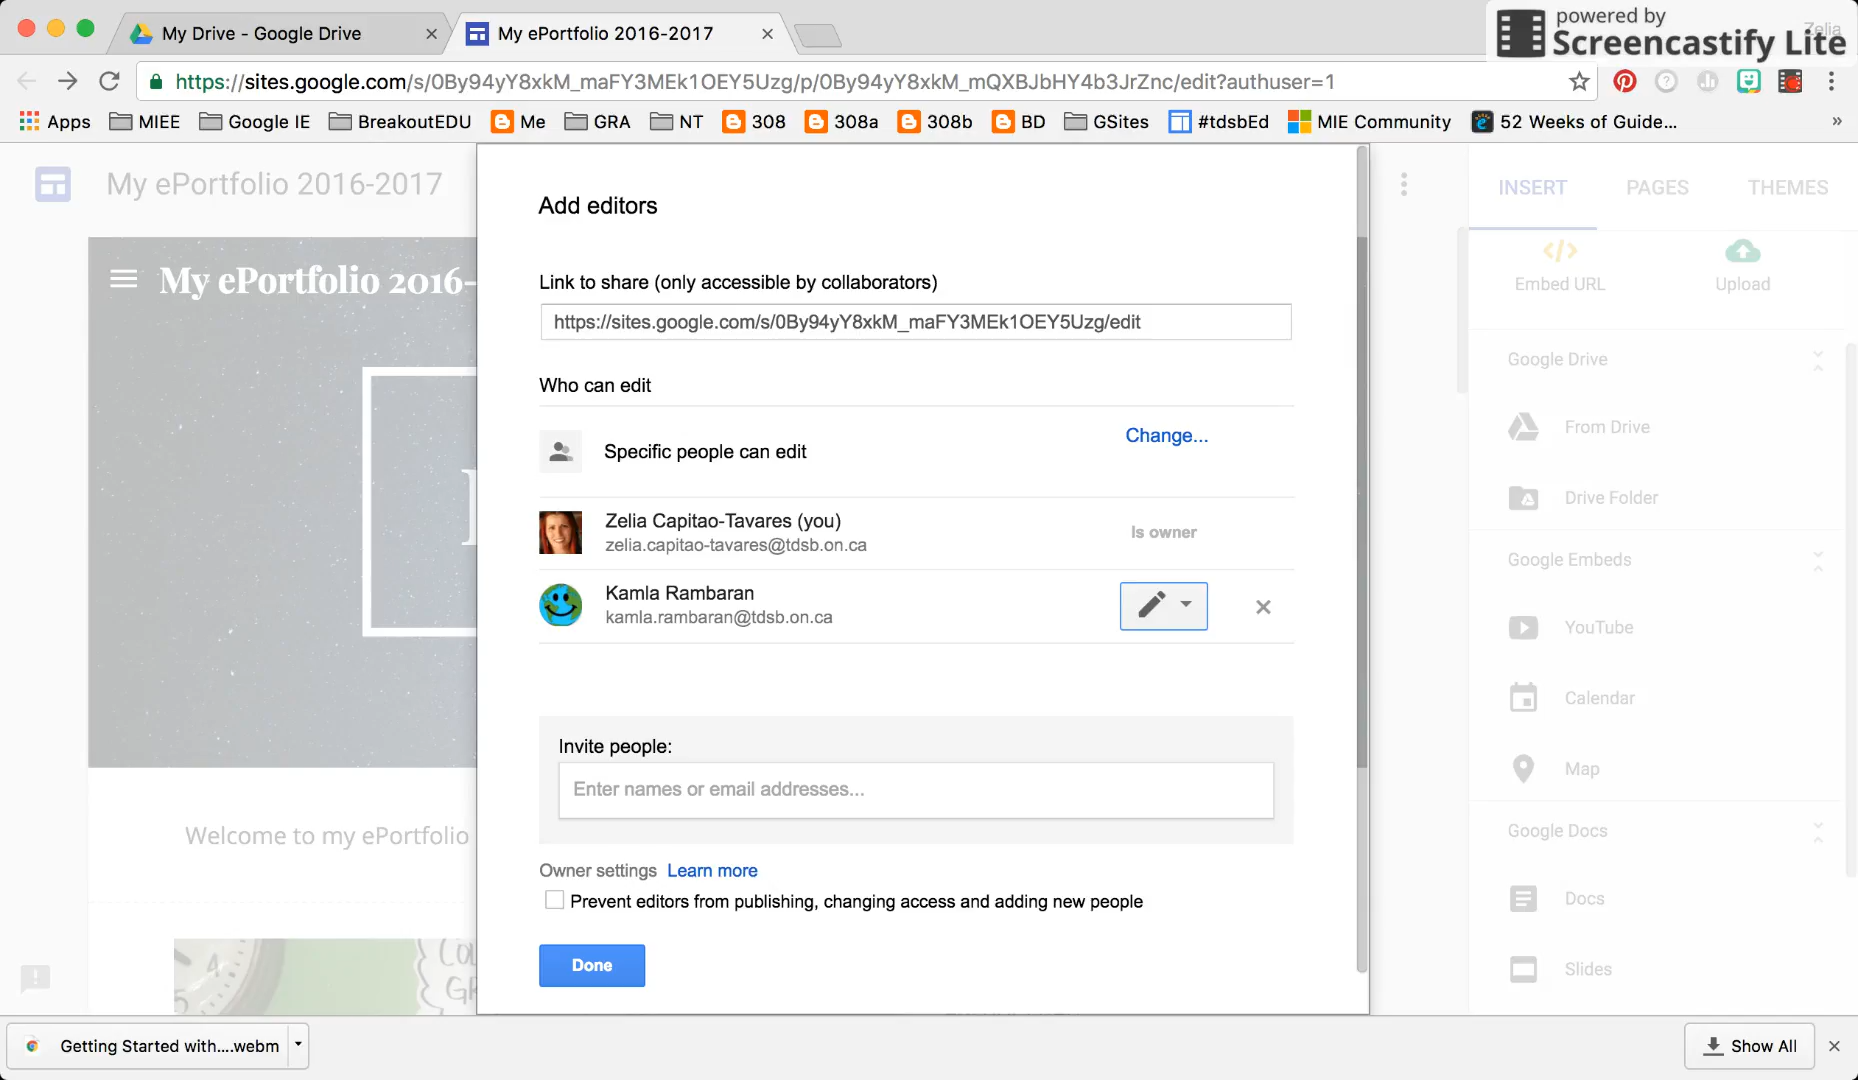 My Drive - Google Drive
My ePortfolio 2016-2017
Zelia
powered by
Screencastify Lite
https://sites.google.com/s/0By94yY8xkM_maFY3MEk1OEY5Uzg/p/0By94yY8xkM_mQXBJbHY4b3JrZnc/edit?authuser=1
Apps MIEE Google IE BreakoutEDU Me GRA NT 308 308a 308b BD GSites #tdsbEd MIE Community 52 Weeks of Guide... »
My ePortfolio 2016-2017
INSERT PAGES THEMES
My ePortfolio 2016-
Welcome to my ePortfolio
Add editors
Link to share (only accessible by collaborators)
https://sites.google.com/s/0By94yY8xkM_maFY3MEk1OEY5Uzg/edit
Who can edit
Specific people can edit
Change...
Zelia Capitao-Tavares (you)
zelia.capitao-tavares@tdsb.on.ca
Is owner
Kamla Rambaran
kamla.rambaran@tdsb.on.ca
Invite people:
Enter names or email addresses...
Owner settings Learn more
Prevent editors from publishing, changing access and adding new people
Done
Embed URL
Upload
Google Drive
From Drive
Drive Folder
Google Embeds
YouTube
Calendar
Map
Google Docs
Docs
Slides
Getting Started with....webm
Show All